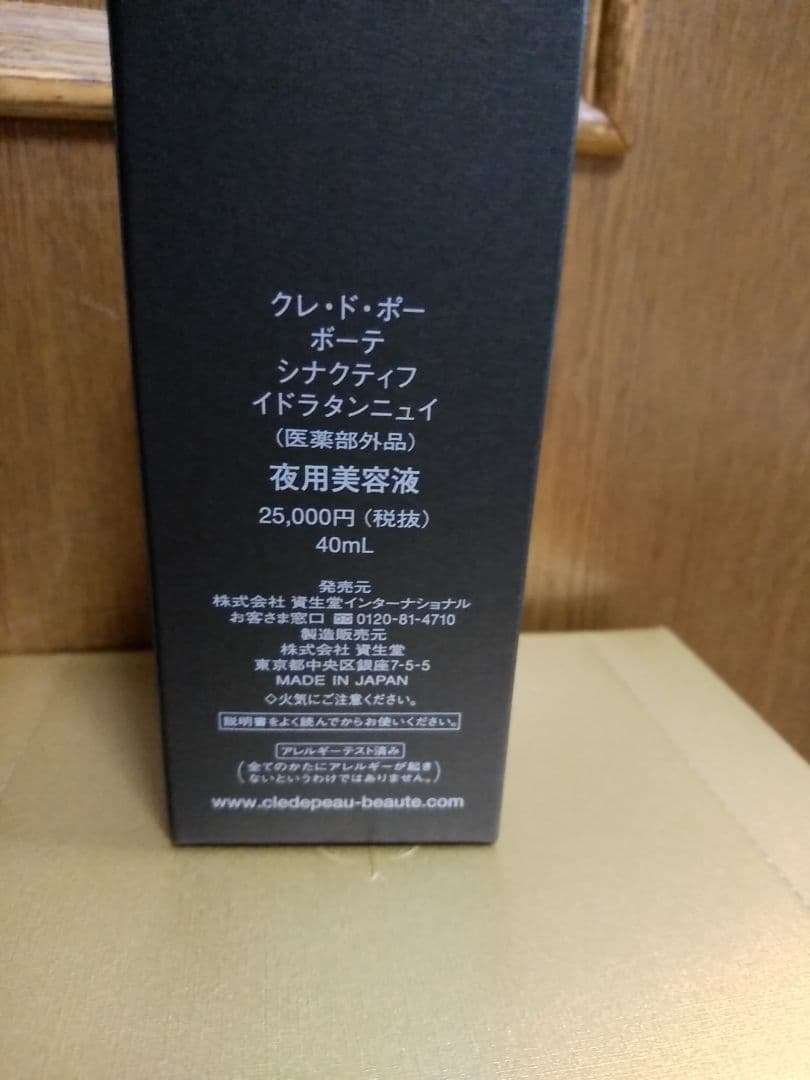 クレ・ド・ポー
ボーテ
シナクティフ
イドラタンニュイ
（医薬部外品）
夜用美容液
25,000円（税抜）
40mL
発売元
株式会社 資生堂インターナショナル
お客さま窓口 0120-81-4710
製造販売元
株式会社 資生堂
東京都中央区銀座7-5-5
MADE IN JAPAN
◇火気にご注意ください。
説明書をよく読んでからお使いください。
アレルギーテスト済み
（全てのかたにアレルギーが起き
ないというわけではありません。）
www.cledepeau-beaute.com